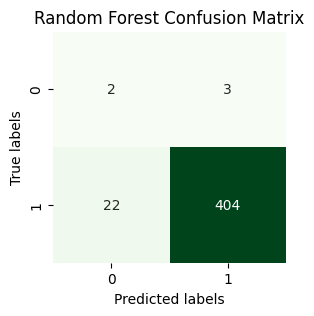 Random Forest Confusion Matrix
True labels
0
2
3
1
22
404
0
1
Predicted labels